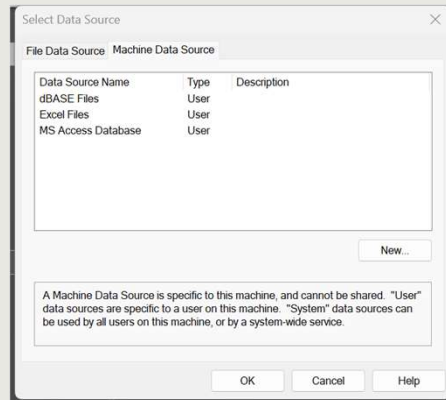 Select Data Source
File Data Source Machine Data Source
Data Source Name Type Description
dBASE Files User
Excel Files User
MS Access Database User
New...
A Machine Data Source is specific to this machine, and cannot be shared. "User"
data sources are specific to a user on this machine. "System" data sources can
be used by all users on this machine, or by a system-wide service.
OK Cancel Help